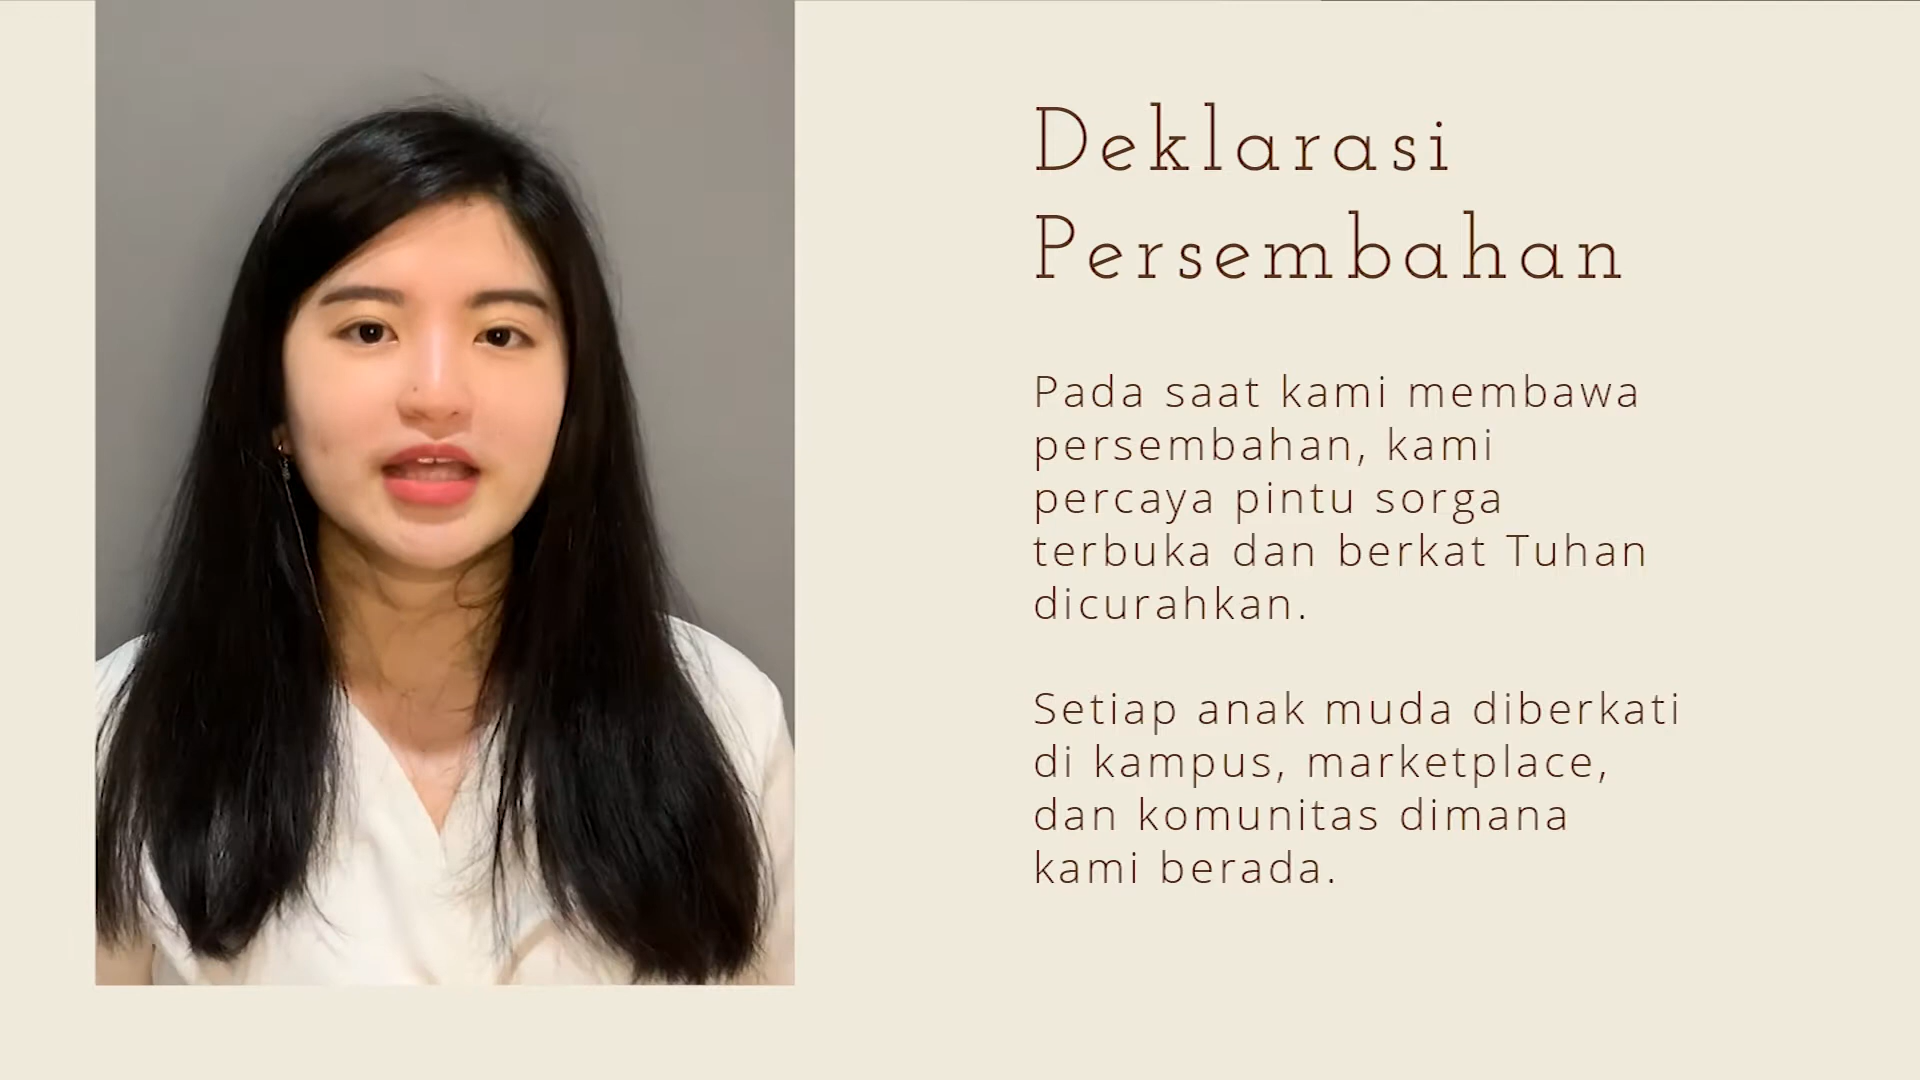 Deklarasi
Persembahan
Pada saat kami membawa
persembahan, kami
percaya pintu sorga
terbuka dan berkat Tuhan
dicurahkan.
Setiap anak muda diberkati
di kampus, marketplace,
dan komunitas dimana
kami berada.